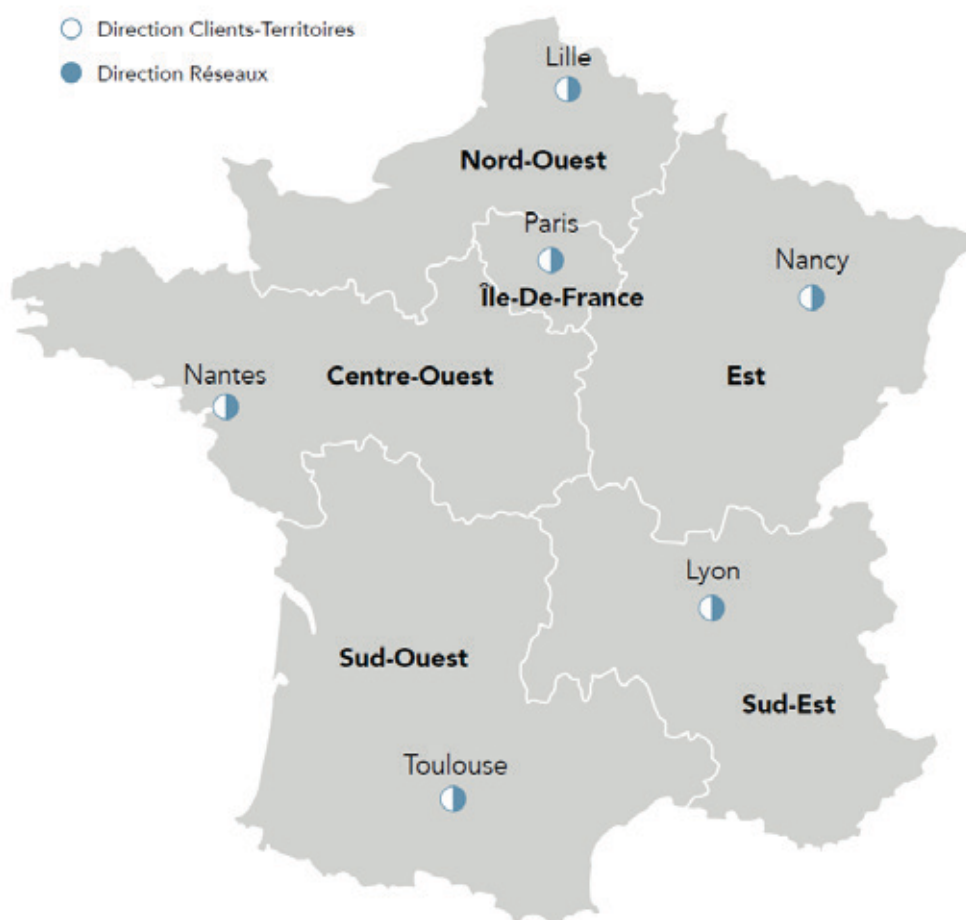 Direction Clients-Territoires
Direction Réseaux
Lille
Nord-Ouest
Paris
Île-De-France
Nancy
Nantes
Centre-Ouest
Est
Lyon
Sud-Ouest
Sud-Est
Toulouse